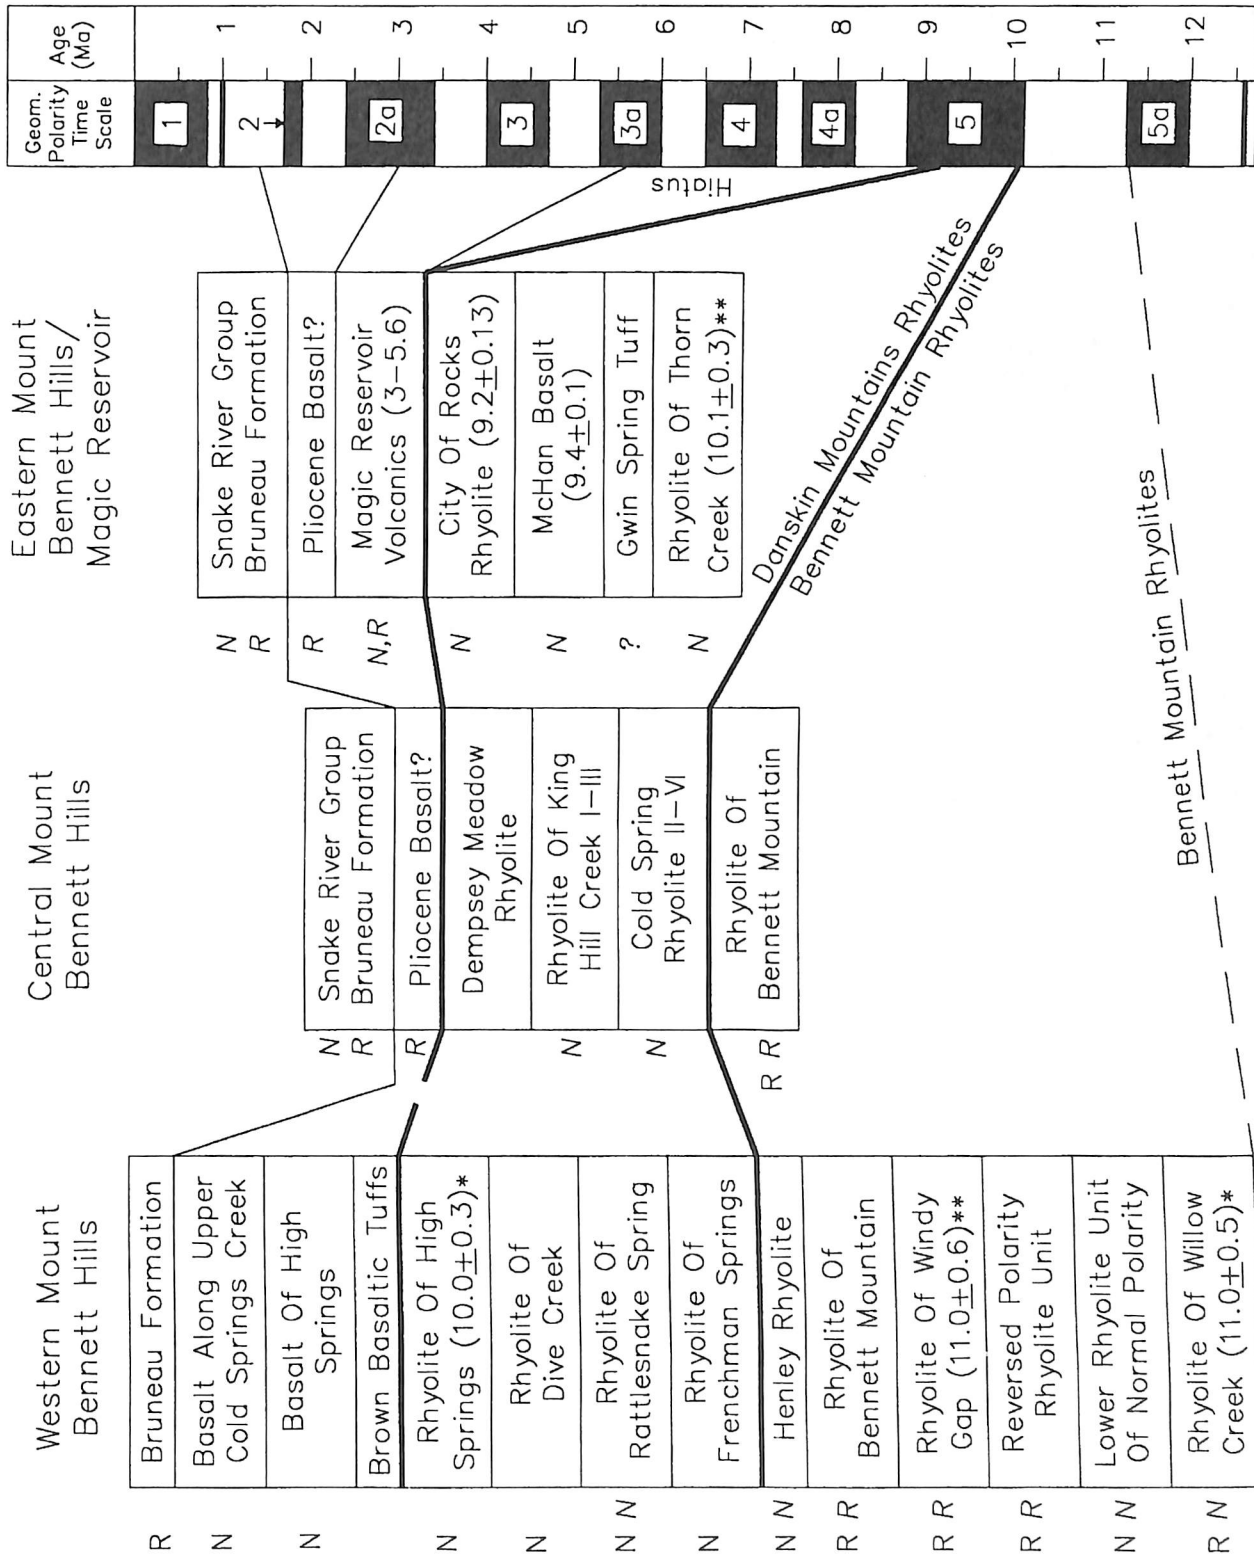 Western Mount
Bennett Hills
R
Bruneau Formation
N
Basalt Along Upper
Cold Springs Creek
N
Basalt Of High
Springs
Brown Basaltic Tuffs
N
Rhyolite Of High
Springs (10.0±0.3)*
N
Rhyolite Of
Dive Creek
N N
Rhyolite Of
Rattlesnake Spring
N
Rhyolite Of
Frenchman Springs
N N
Henley Rhyolite
R R
Rhyolite Of
Bennett Mountain
R R
Rhyolite Of Windy
Gap (11.0±0.6)**
R R
Reversed Polarity
Rhyolite Unit
N N
Lower Rhyolite Unit
Of Normal Polarity
R N
Rhyolite Of Willow
Creek (11.0±0.5)*
Central Mount
Bennett Hills
N
R
Snake River Group
Bruneau Formation
R
Pliocene Basalt?
Dempsey Meadow
Rhyolite
N
Rhyolite Of King
Hill Creek I-III
N
Cold Spring
Rhyolite II-VI
R R
Rhyolite Of
Bennett Mountain
Eastern Mount
Bennett Hills/
Magic Reservoir
N
R
Snake River Group
Bruneau Formation
R
Pliocene Basalt?
N,R
Magic Reservoir
Volcanics (3-5.6)
N
City Of Rocks
Rhyolite (9.2±0.13)
N
McHan Basalt
(9.4±0.1)
?
Gwin Spring Tuff
N
Rhyolite Of Thorn
Creek (10.1±0.3)**
Hiatus
Danskin Mountains Rhyolites
Bennett Mountain Rhyolites
Bennett Mountain Rhyolites
Geom.
Polarity
Time
Scale
1
2
2a
3
3a
4
4a
5
5a
Age
(Ma)
1
2
3
4
5
6
7
8
9
10
11
12